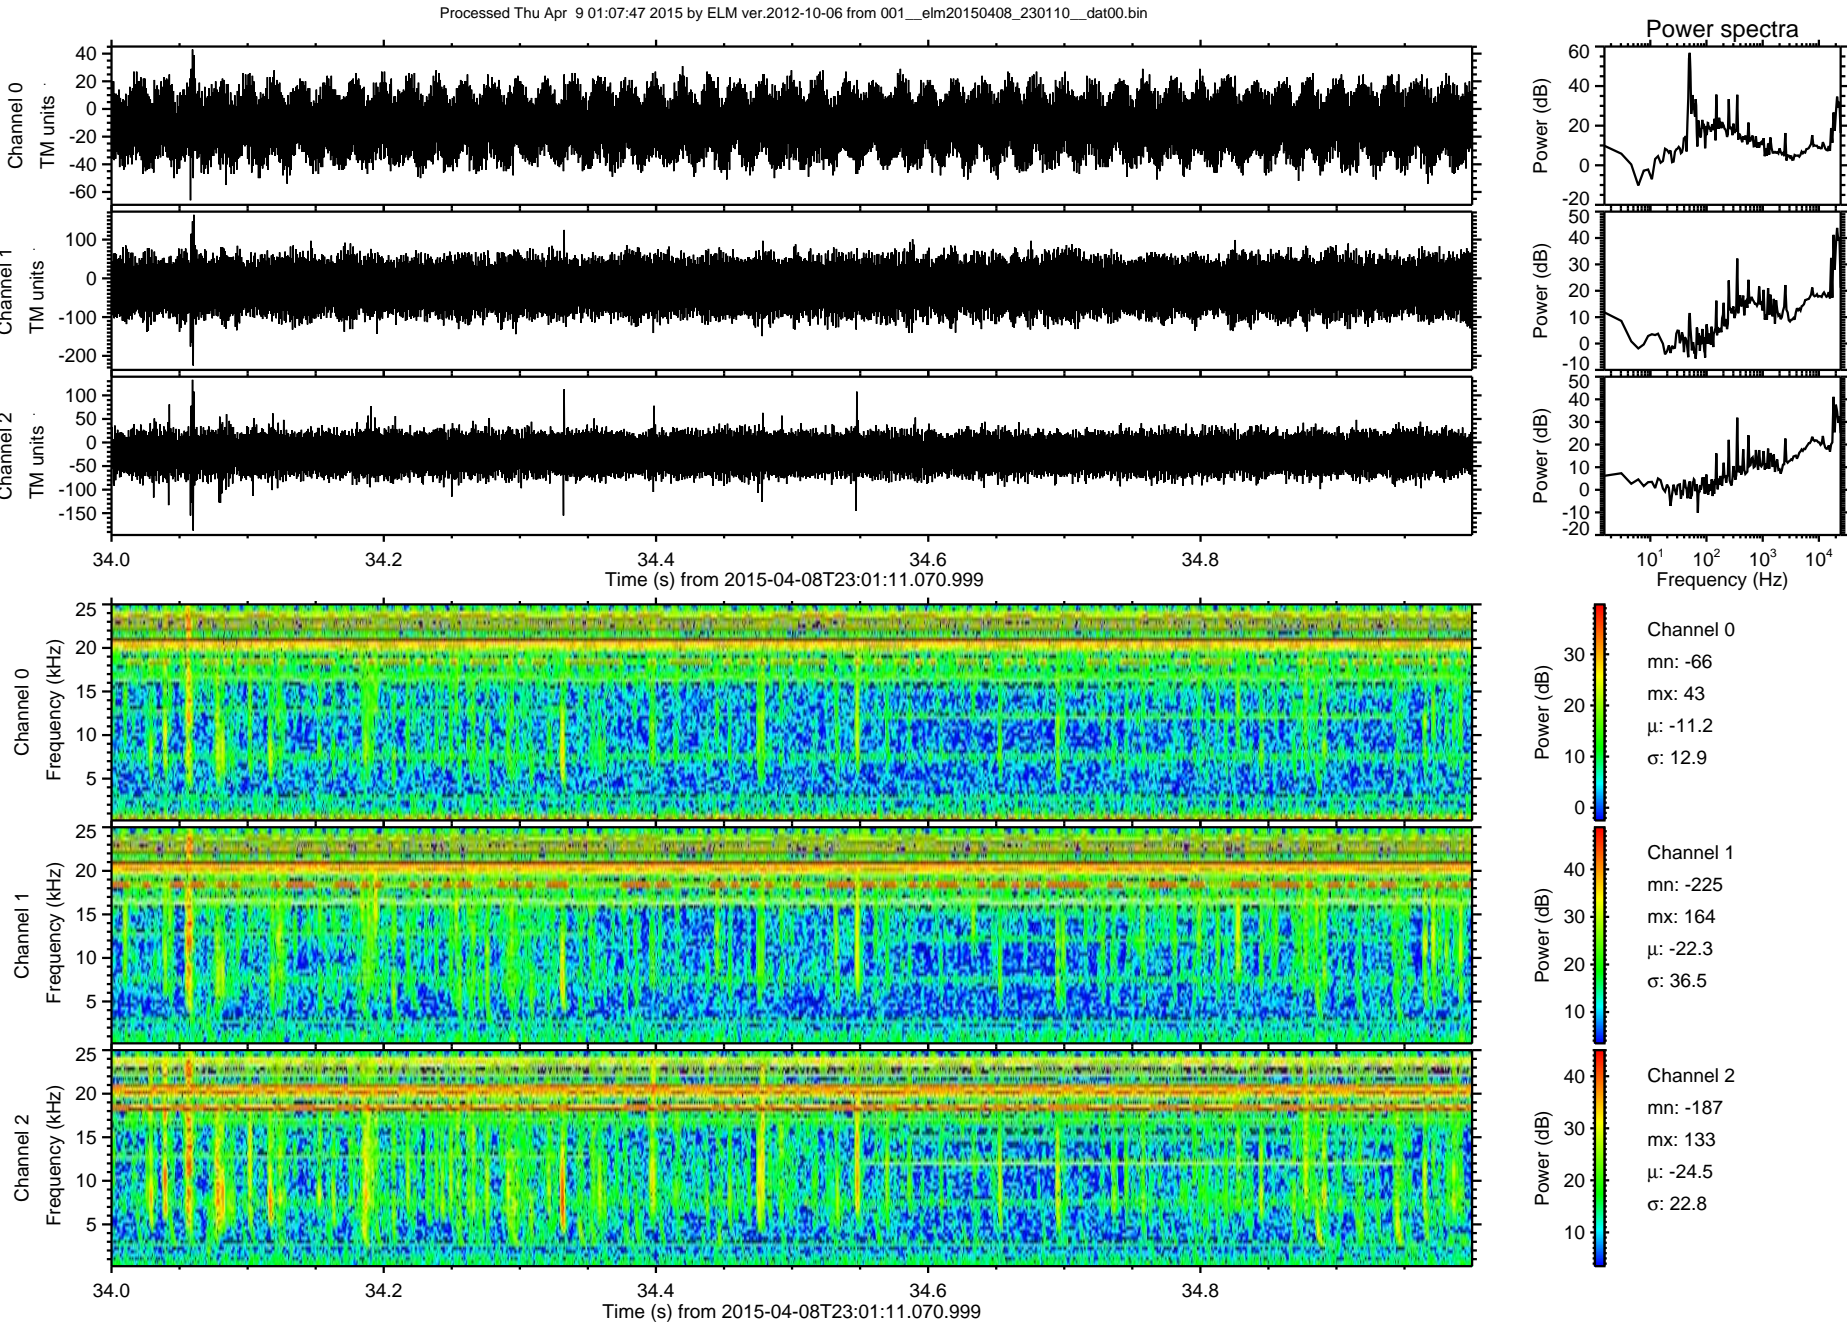 Processed Thu Apr  9 01:07:47 2015 by ELM ver.2012-10-06 from 001__elm20150408_230110__dat00.bin
Power spectra
Channel 0
TM units
40
20
0
-20
-40
-60
Power (dB)
60
40
20
0
-20
Channel 1
TM units
100
0
-100
-200
Power (dB)
50
40
30
20
10
0
-10
Channel 2
TM units
100
50
0
-50
-100
-150
Power (dB)
50
40
30
20
10
0
-10
-20
34.0 34.2 34.4 34.6 34.8
Time (s) from 2015-04-08T23:01:11.070.999
10¹ 10² 10³ 10⁴
Frequency (Hz)
Channel 0
Frequency (kHz)
25
20
15
10
5
Power (dB)
30
20
10
0
Channel 0
mn: -66
mx: 43
μ: -11.2
σ: 12.9
Channel 1
Frequency (kHz)
25
20
15
10
5
Power (dB)
40
30
20
10
Channel 1
mn: -225
mx: 164
μ: -22.3
σ: 36.5
Channel 2
Frequency (kHz)
25
20
15
10
5
Power (dB)
40
30
20
10
Channel 2
mn: -187
mx: 133
μ: -24.5
σ: 22.8
34.0 34.2 34.4 34.6 34.8
Time (s) from 2015-04-08T23:01:11.070.999